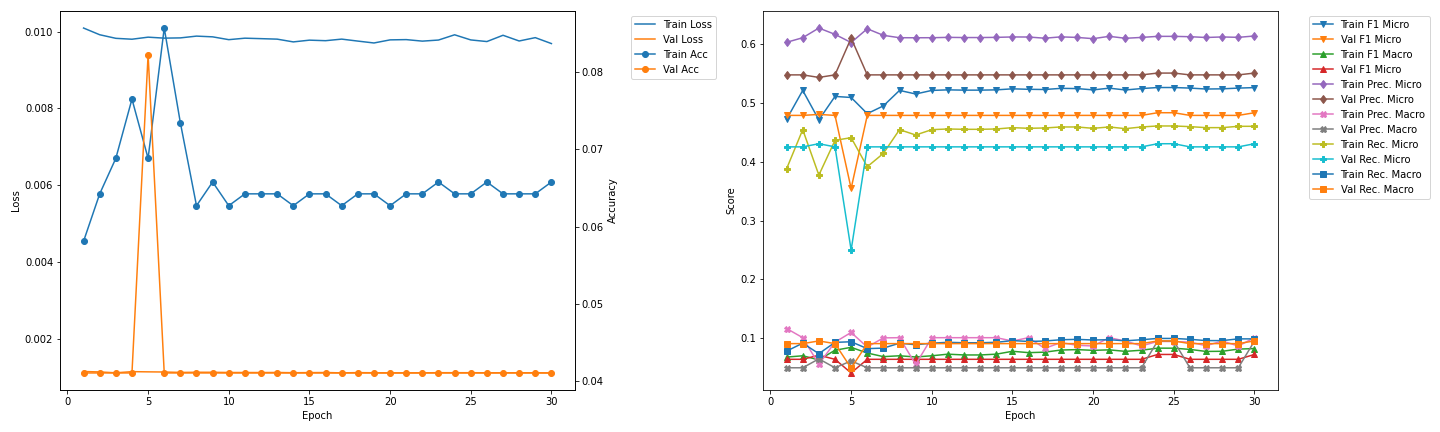 0.010
0.008
0.006
0.004
0.002
Loss
0
5
10
15
20
25
30
Epoch
0.08
0.07
0.06
0.05
0.04
Accuracy
Train Loss
Val Loss
Train Acc
Val Acc
0.6
0.5
0.4
0.3
0.2
0.1
Score
0
5
10
15
20
25
30
Epoch
Train F1 Micro
Val F1 Micro
Train F1 Macro
Val F1 Micro
Train Prec. Micro
Val Prec. Micro
Train Prec. Macro
Val Prec. Macro
Train Rec. Micro
Val Rec. Micro
Train Rec. Macro
Val Rec. Macro